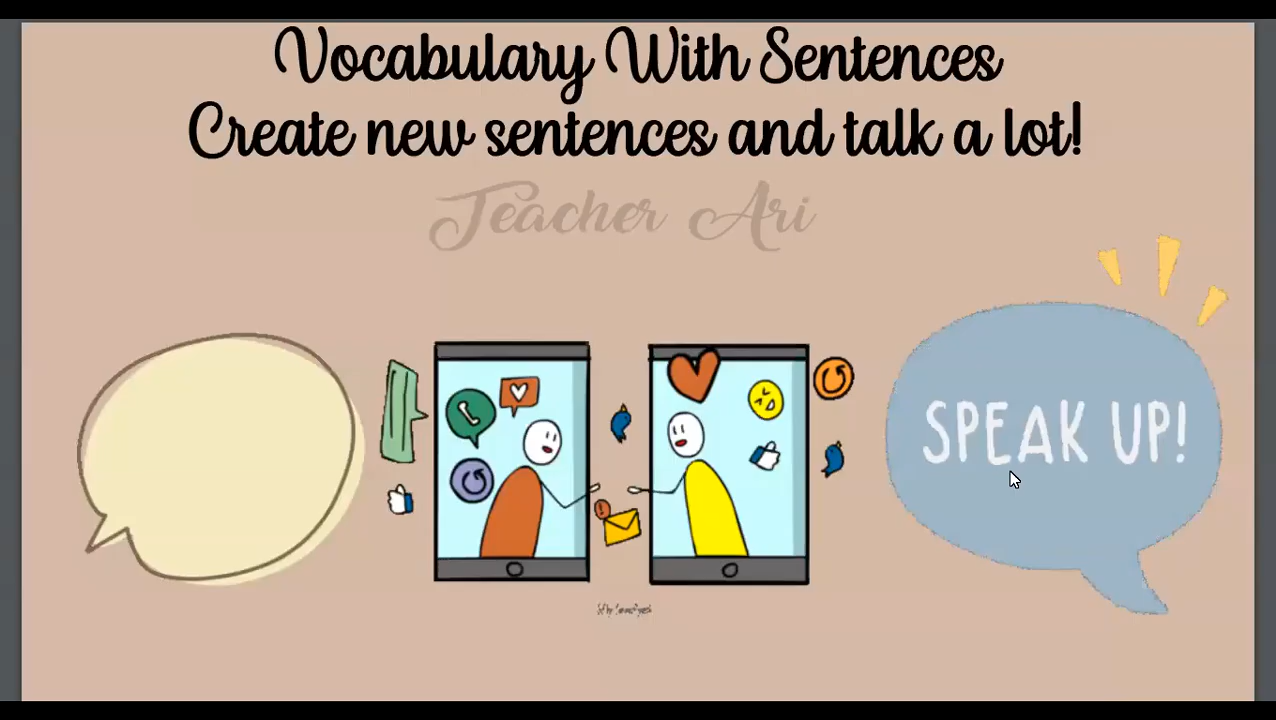 Vocabulary With Sentences
Create new sentences and talk a lot!
Teacher Ari
SPEAK UP!